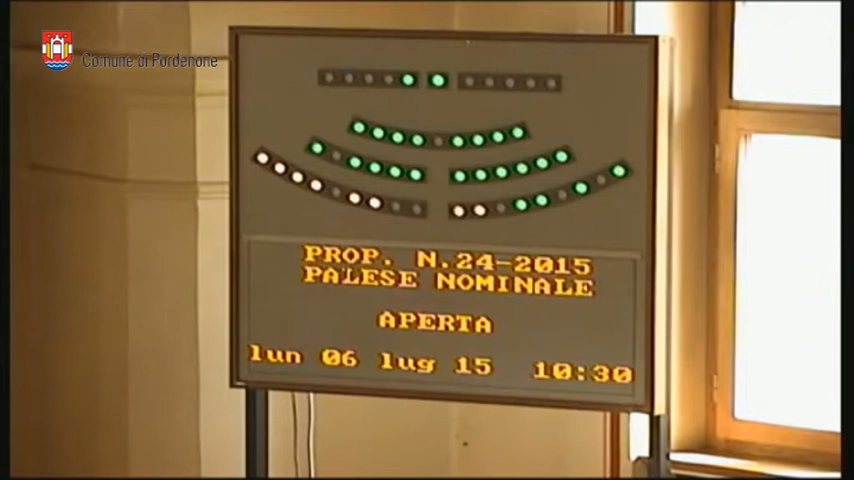 Comune di Pordenone
PROP. N.24-2015
PALESE NOMINALE
APERTA
lun 06 lug 15 10:30